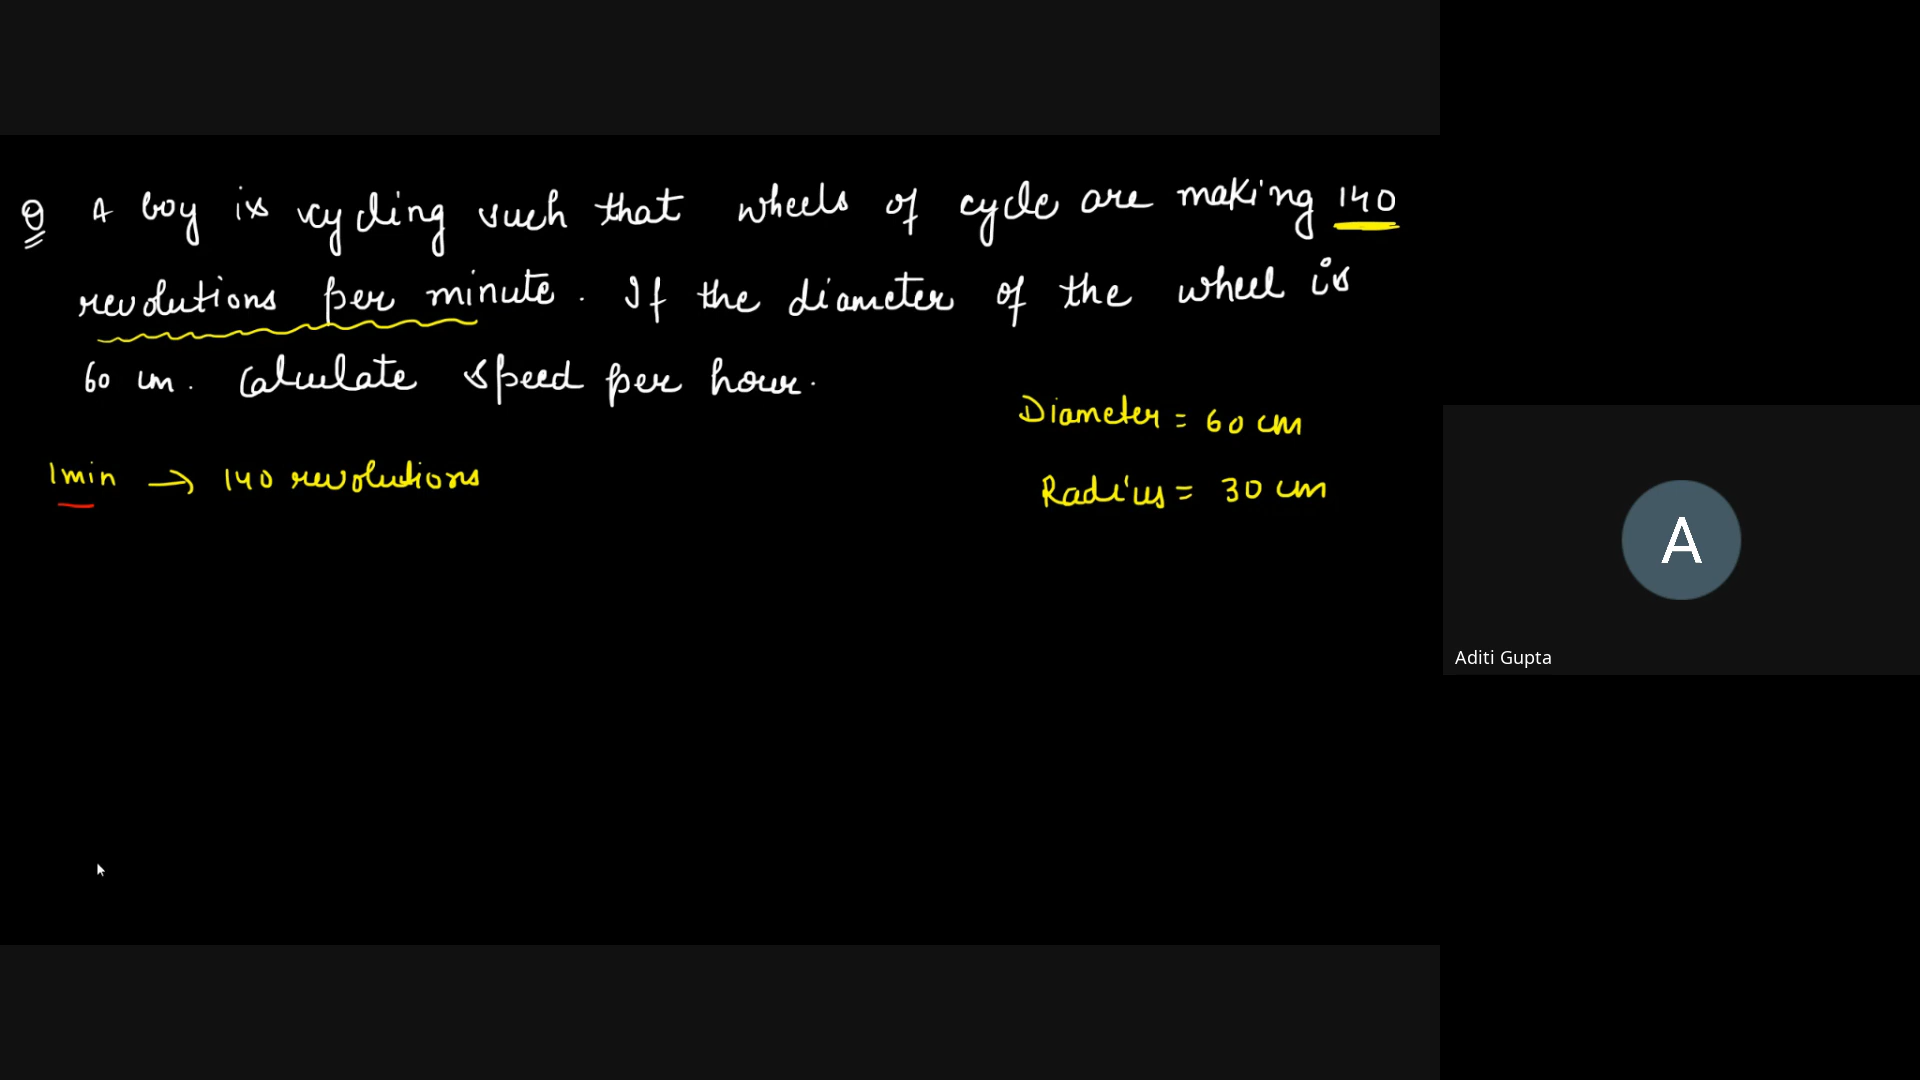 Q A boy is cycling such that wheels of cycle are making 140
revolutions per minute. If the diameter of the wheel is
60 cm. Calculate speed per hour.
Diameter = 60 cm
1min → 140 revolutions
Radius = 30 cm
A
Aditi Gupta